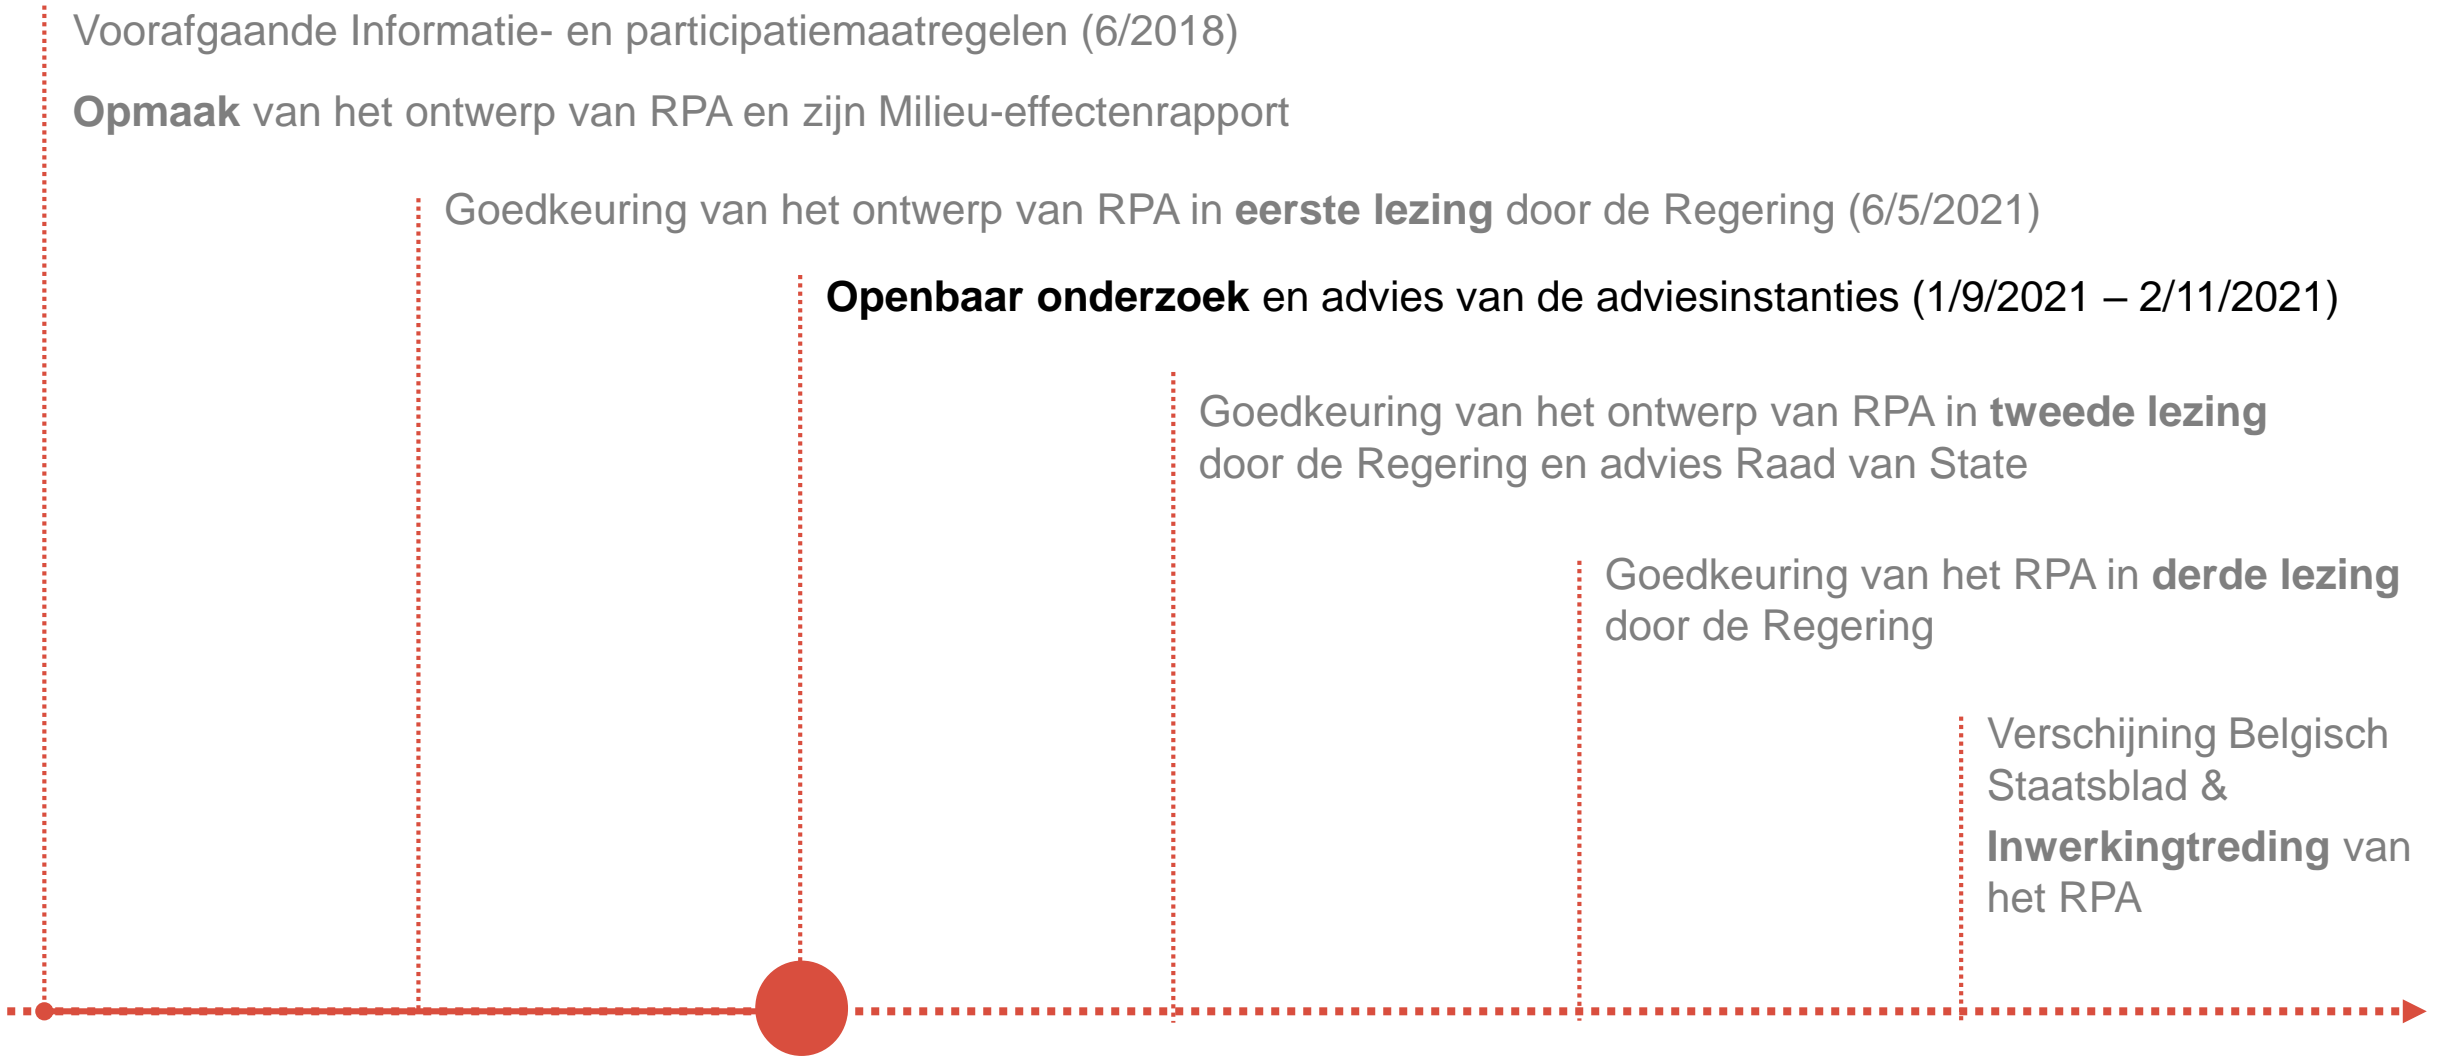 Voorafgaande Informatie- en participatiemaatregelen (6/2018)
Opmaak van het ontwerp van RPA en zijn Milieu-effectenrapport
Goedkeuring van het ontwerp van RPA in eerste lezing door de Regering (6/5/2021)
Openbaar onderzoek en advies van de adviesinstanties (1/9/2021 – 2/11/2021)
Goedkeuring van het ontwerp van RPA in tweede lezing
door de Regering en advies Raad van State
Goedkeuring van het RPA in derde lezing
door de Regering
Verschijning Belgisch
Staatsblad &
Inwerkingtreding van
het RPA